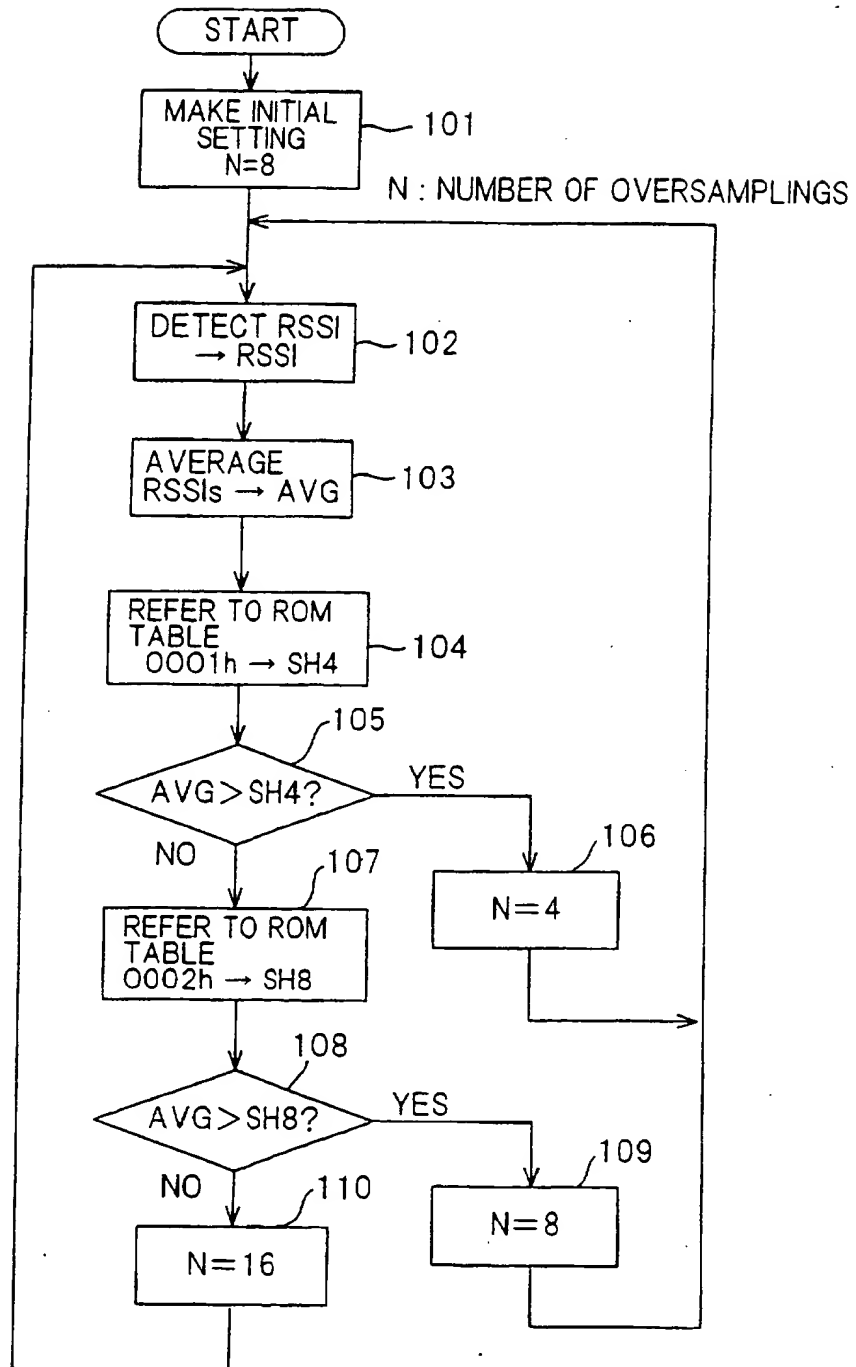 START
MAKE INITIAL
SETTING
N=8
101
N : NUMBER OF OVERSAMPLINGS
DETECT RSSI
→ RSSI
102
AVERAGE
RSSIs → AVG
103
REFER TO ROM
TABLE
0001h → SH4
104
105
AVG > SH4?
YES
NO
106
N=4
107
REFER TO ROM
TABLE
0002h → SH8
108
AVG > SH8?
YES
NO
109
N=8
110
N=16